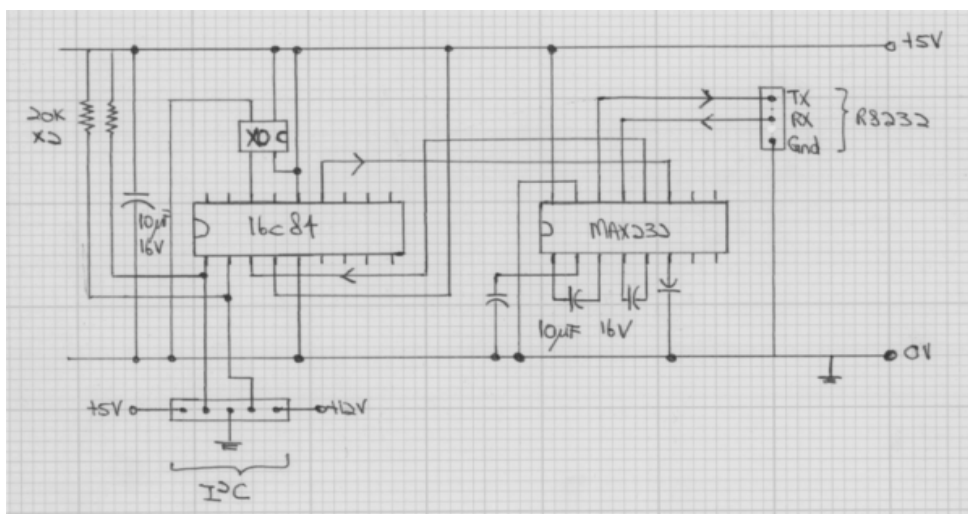 +5V
20K
X2
XO C
TX
RX
Gnd
RS232
10µF
16V
16c84
MAX232
10µF 16V
0V
+5V
+12V
I²C